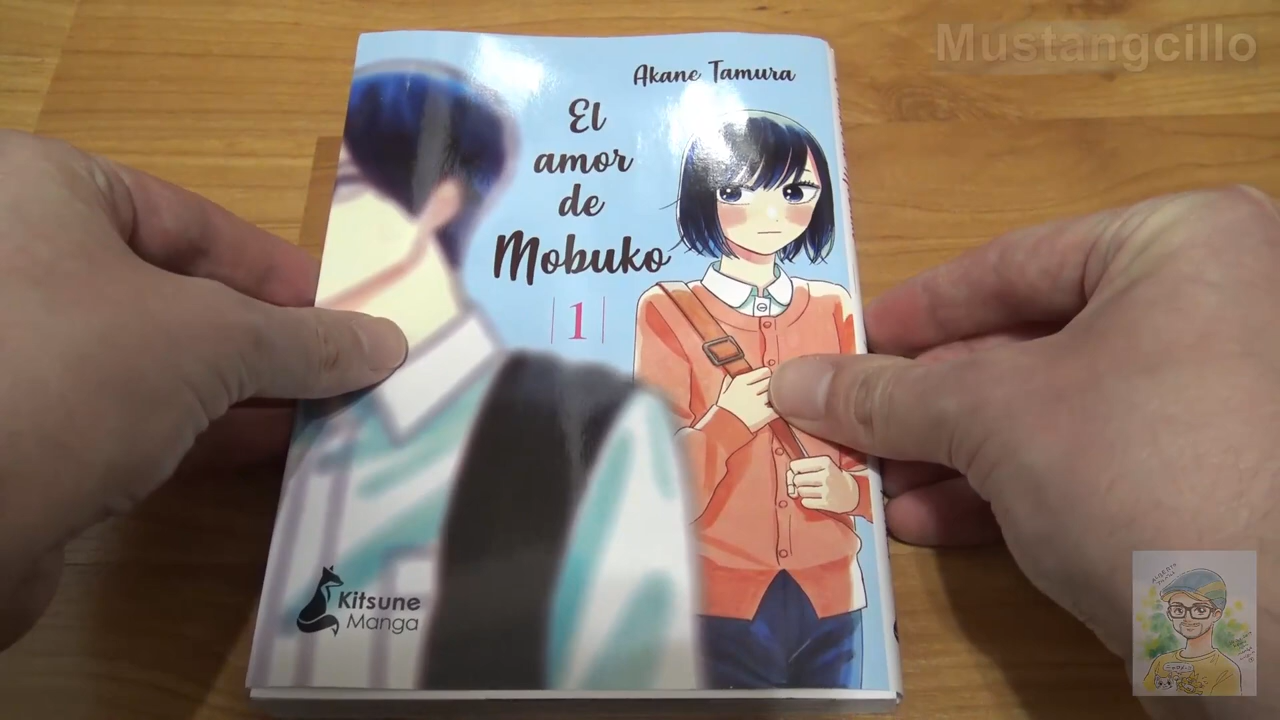 Mustangcillo
Akane Tamura
El
amor
de
Mobuko
1
Kitsune
Manga